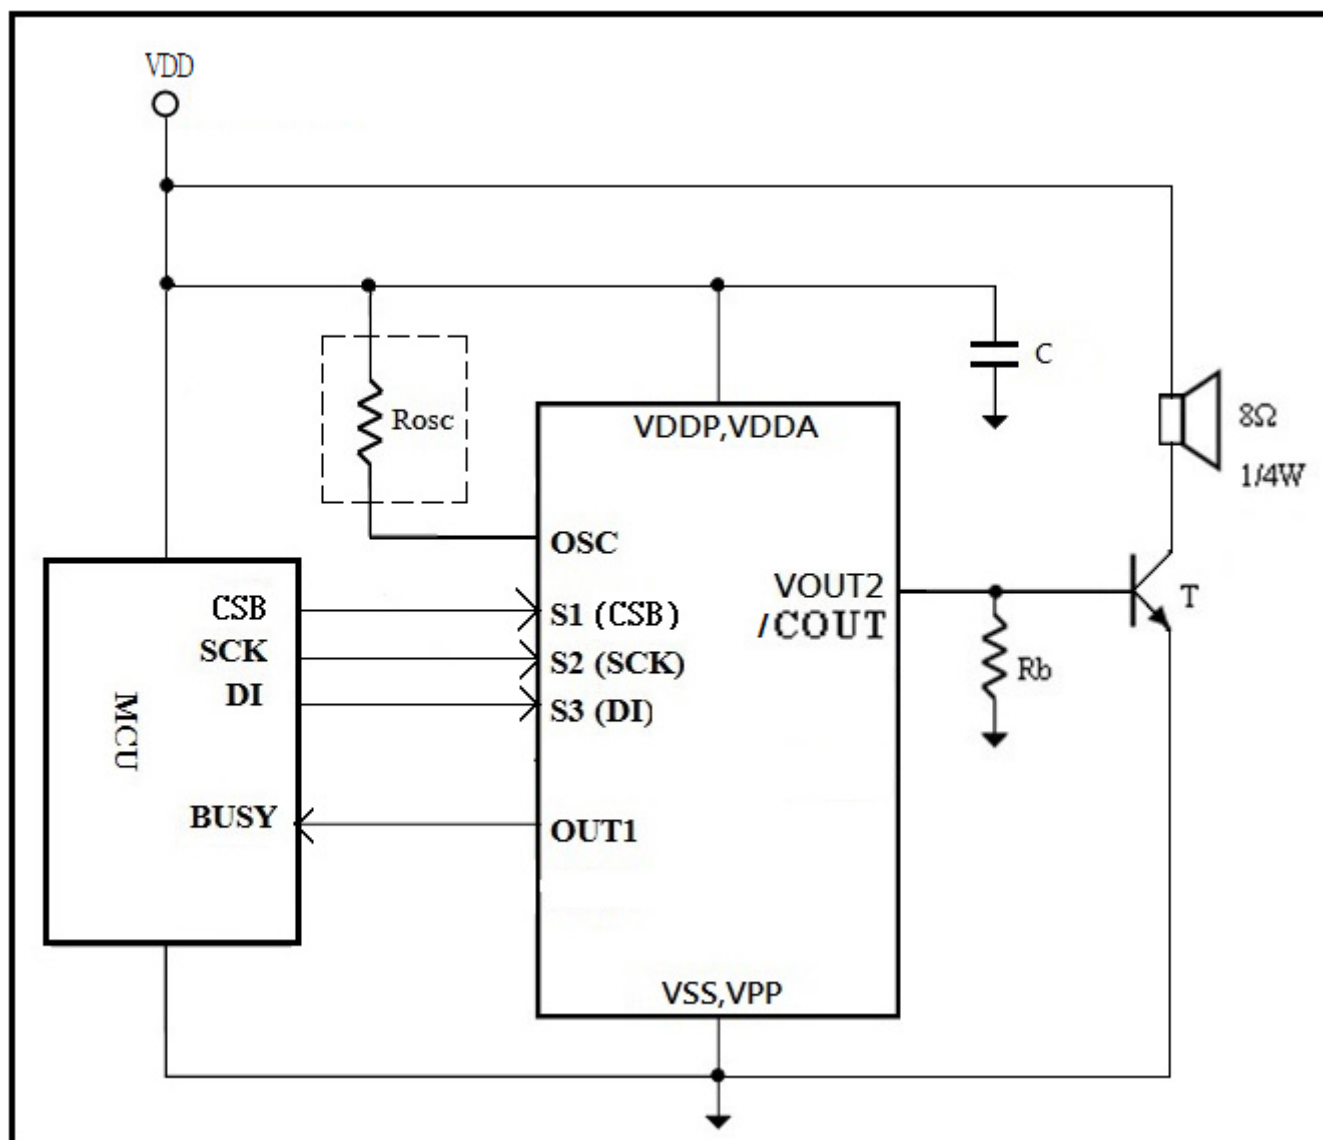 VDD
C
Rosc
8Ω
1/4W
VDDP,VDDA
OSC
VOUT2
/COUT
T
CSB
S1 (CSB)
SCK
S2 (SCK)
DI
S3 (DI)
Rb
MCU
BUSY
OUT1
VSS,VPP